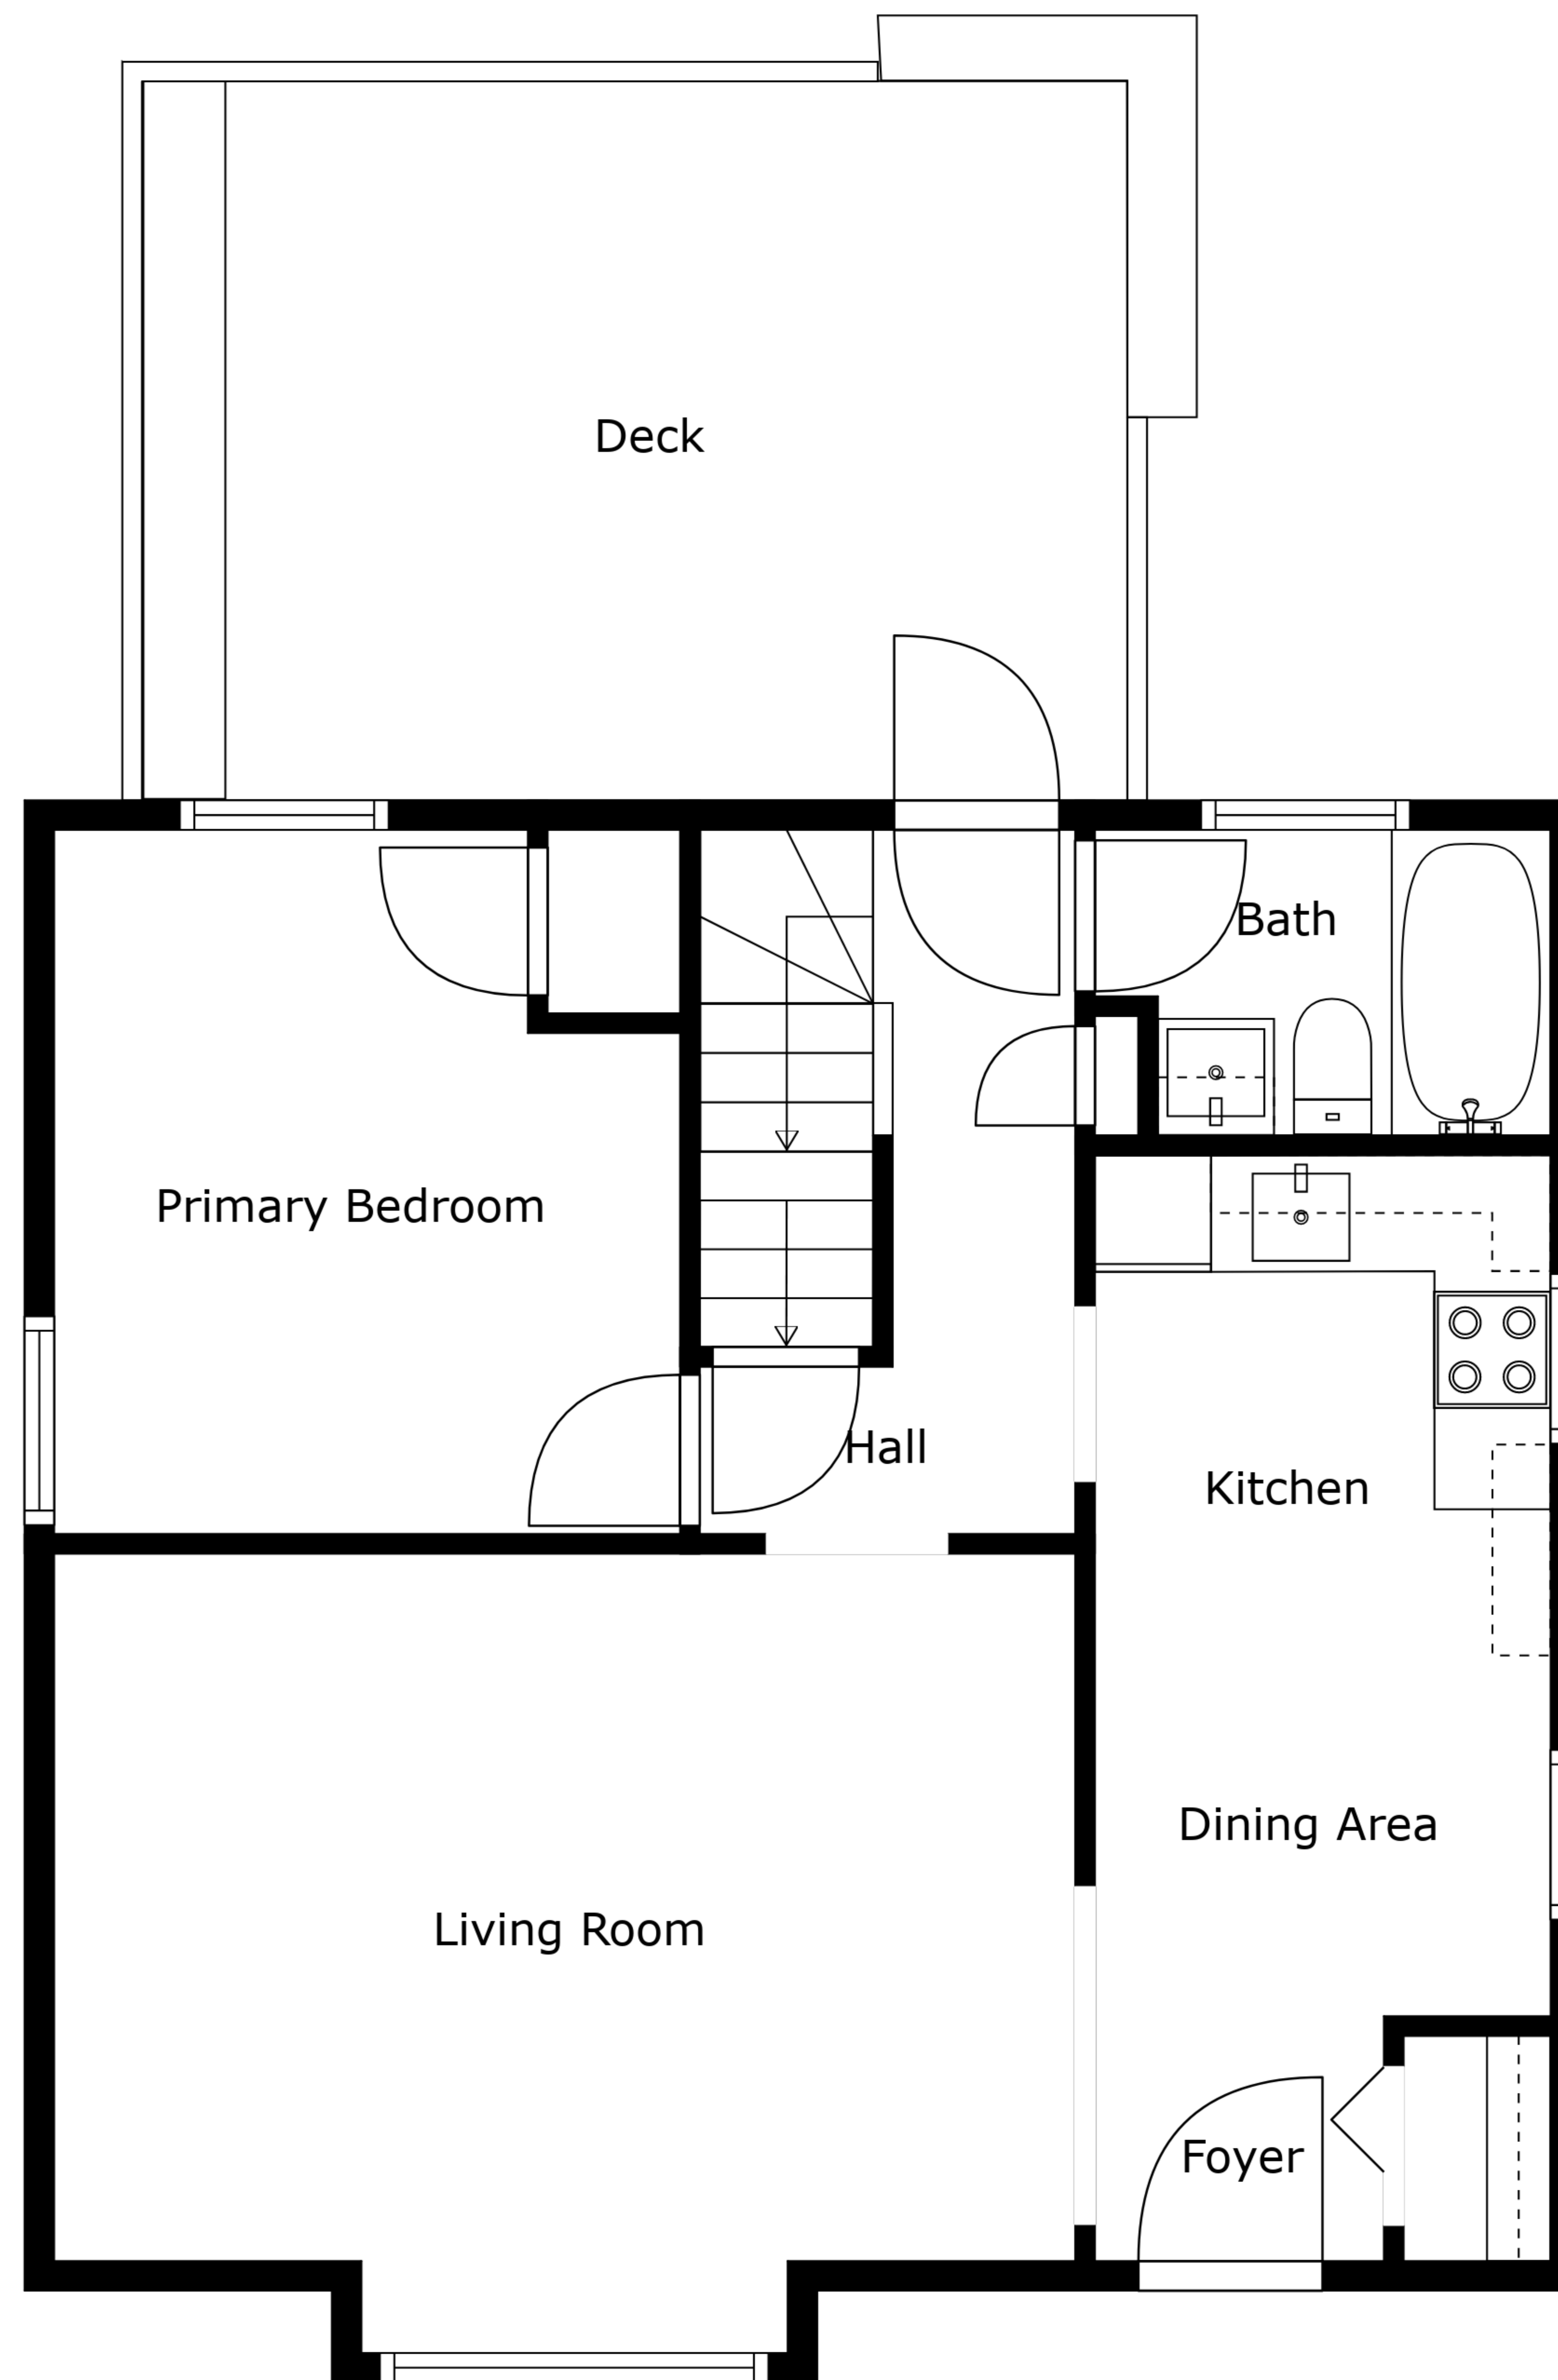 Deck
Bath
Primary Bedroom
Hall
Kitchen
Dining Area
Living Room
Foyer